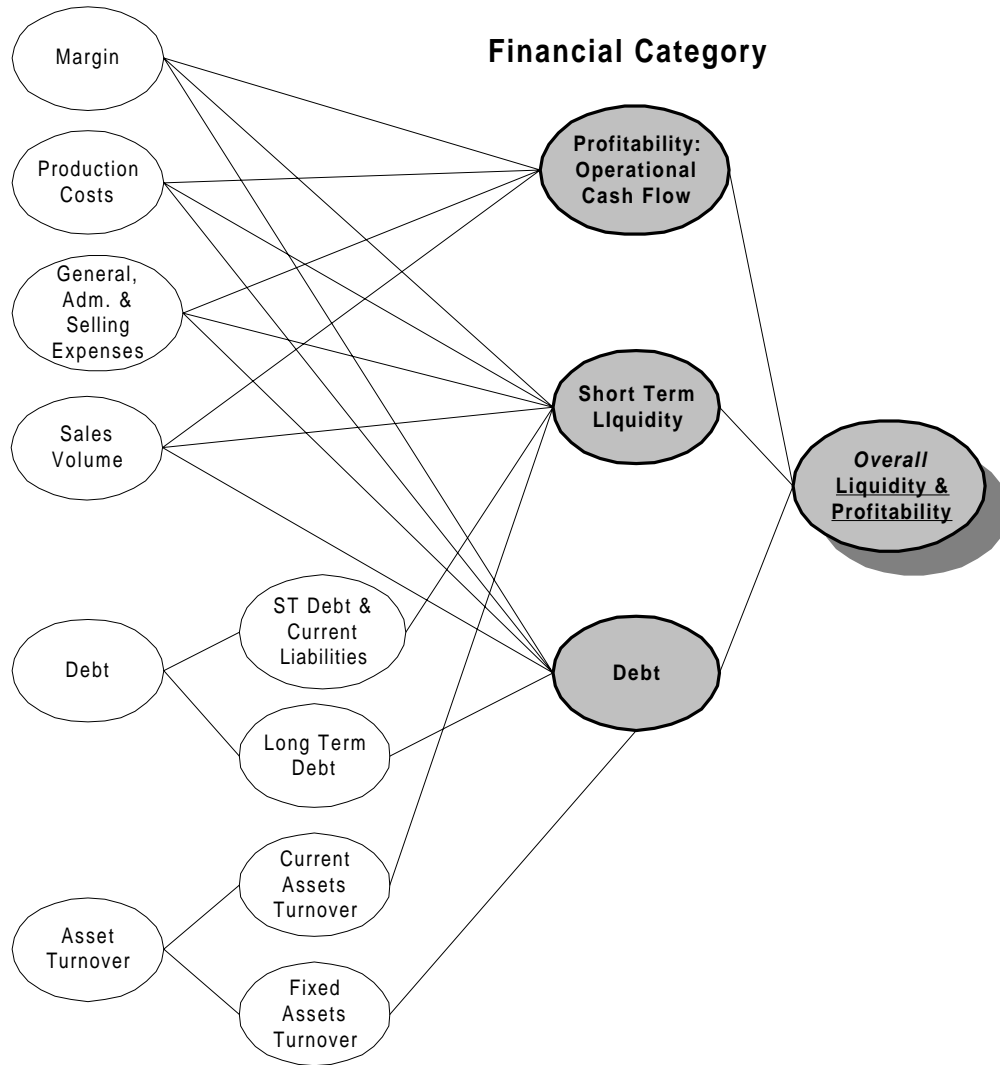 Financial Category
Margin
Production
Costs
General,
Adm. &
Selling
Expenses
Sales
Volume
Debt
Asset
Turnover
ST Debt &
Current
Liabilities
Long Term
Debt
Current
Assets
Turnover
Fixed
Assets
Turnover
Profitability:
Operational
Cash Flow
Short Term
LIquidity
Debt
Overall
Liquidity &
Profitability